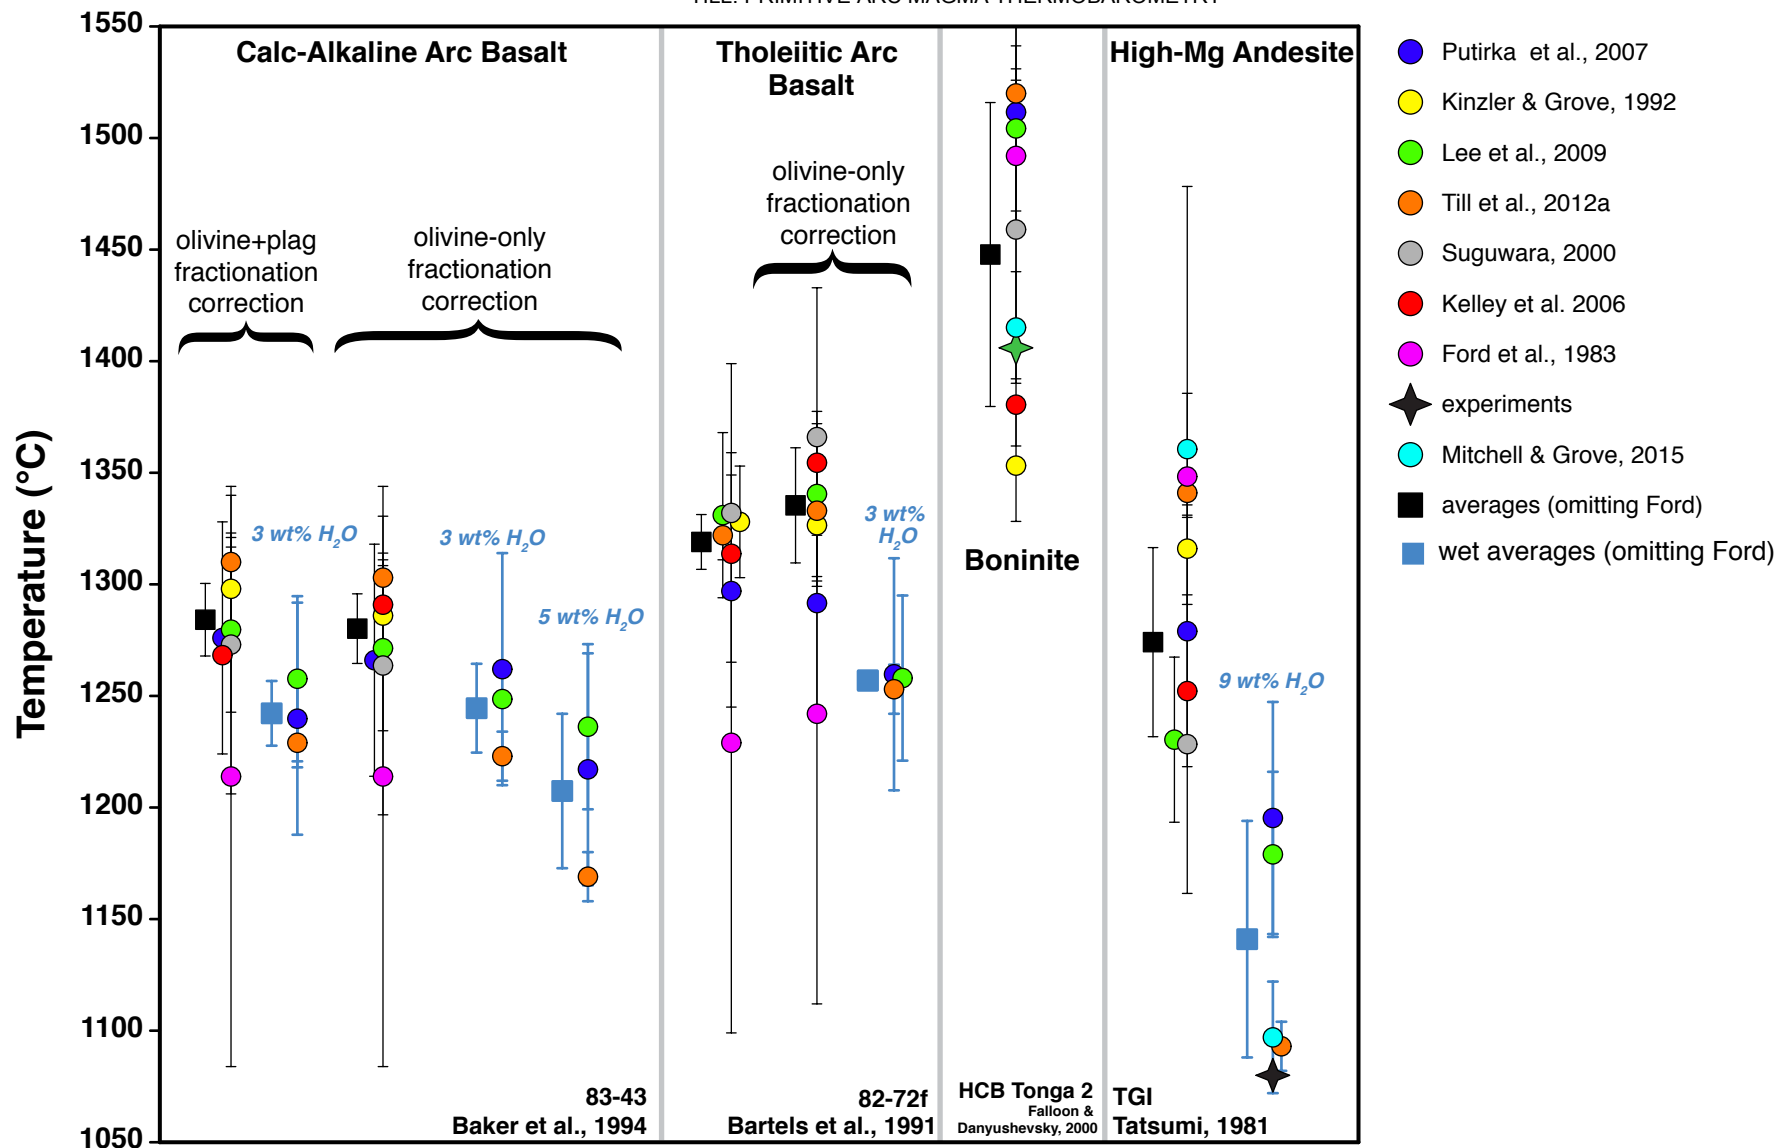 TILL: PRIMITIVE ARC MAGMA THERMOBAROMETRY
Calc-Alkaline Arc Basalt
Tholeiitic Arc
Basalt
High-Mg Andesite
Boninite
Temperature (°C)
1550
1500
1450
1400
1350
1300
1250
1200
1150
1100
1050
olivine+plag
fractionation
correction
olivine-only
fractionation
correction
olivine-only
fractionation
correction
3 wt% H2O
3 wt% H2O
5 wt% H2O
3 wt%
H2O
9 wt% H2O
83-43
Baker et al., 1994
82-72f
Bartels et al., 1991
HCB Tonga 2
Falloon &
Danyushevsky, 2000
TGI
Tatsumi, 1981
Putirka et al., 2007
Kinzler & Grove, 1992
Lee et al., 2009
Till et al., 2012a
Suguwara, 2000
Kelley et al. 2006
Ford et al., 1983
experiments
Mitchell & Grove, 2015
averages (omitting Ford)
wet averages (omitting Ford)